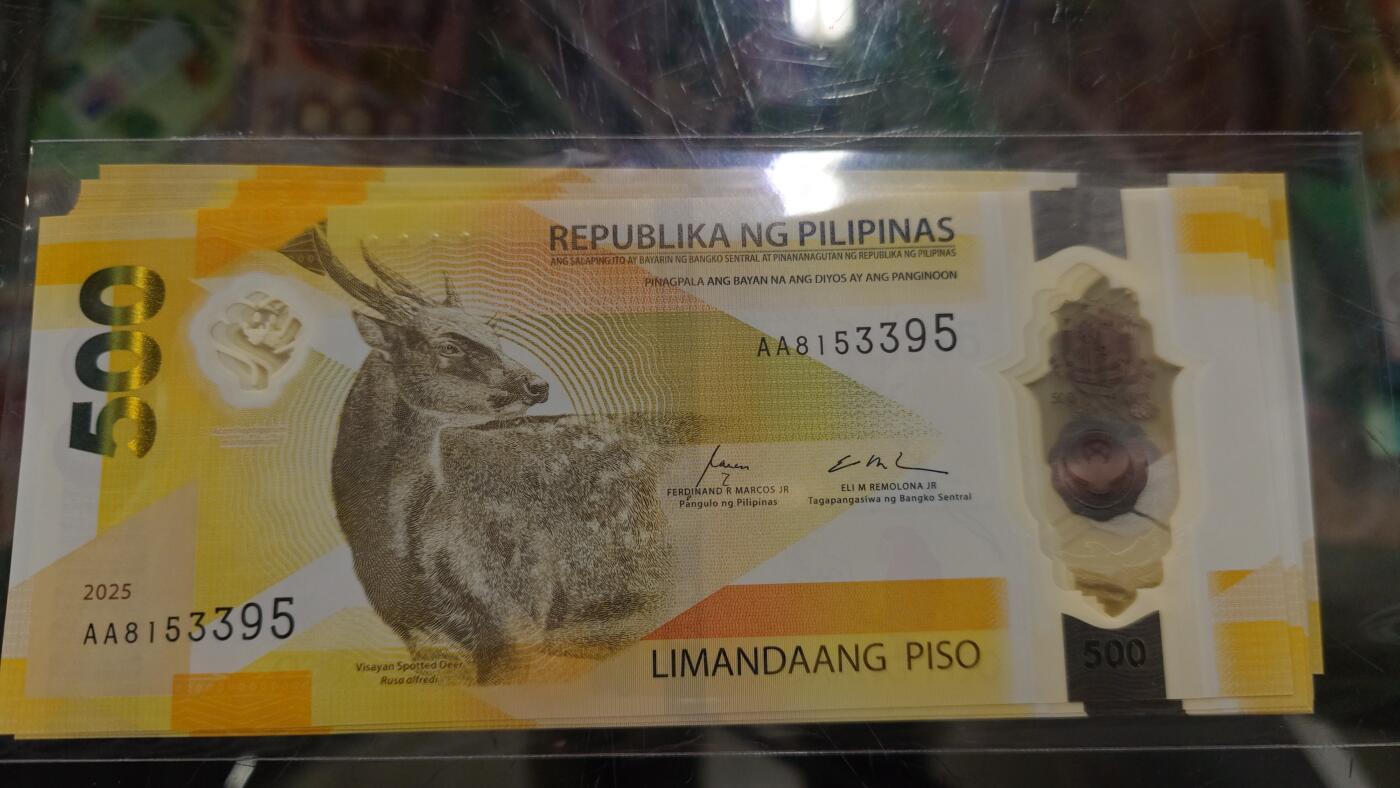 500
REPUBLIKA NG PILIPINAS
ANG SALAPING ITO AY BAYARIN NG BANGKO SENTRAL AT PINANANAGUTAN NG REPUBLIKA NG PILIPINAS
PINAGPALA ANG BAYAN NA ANG DIYOS AY ANG PANGINOON
AA8153395
500
FERDINAND R MARCOS JR
Pangulo ng Pilipinas
ELI M REMOLONA JR
Tagapangasiwa ng Bangko Sentral
2025
AA8153395
Visayan Spotted Deer
Rusa alfredi
LIMANDAANG PISO
500